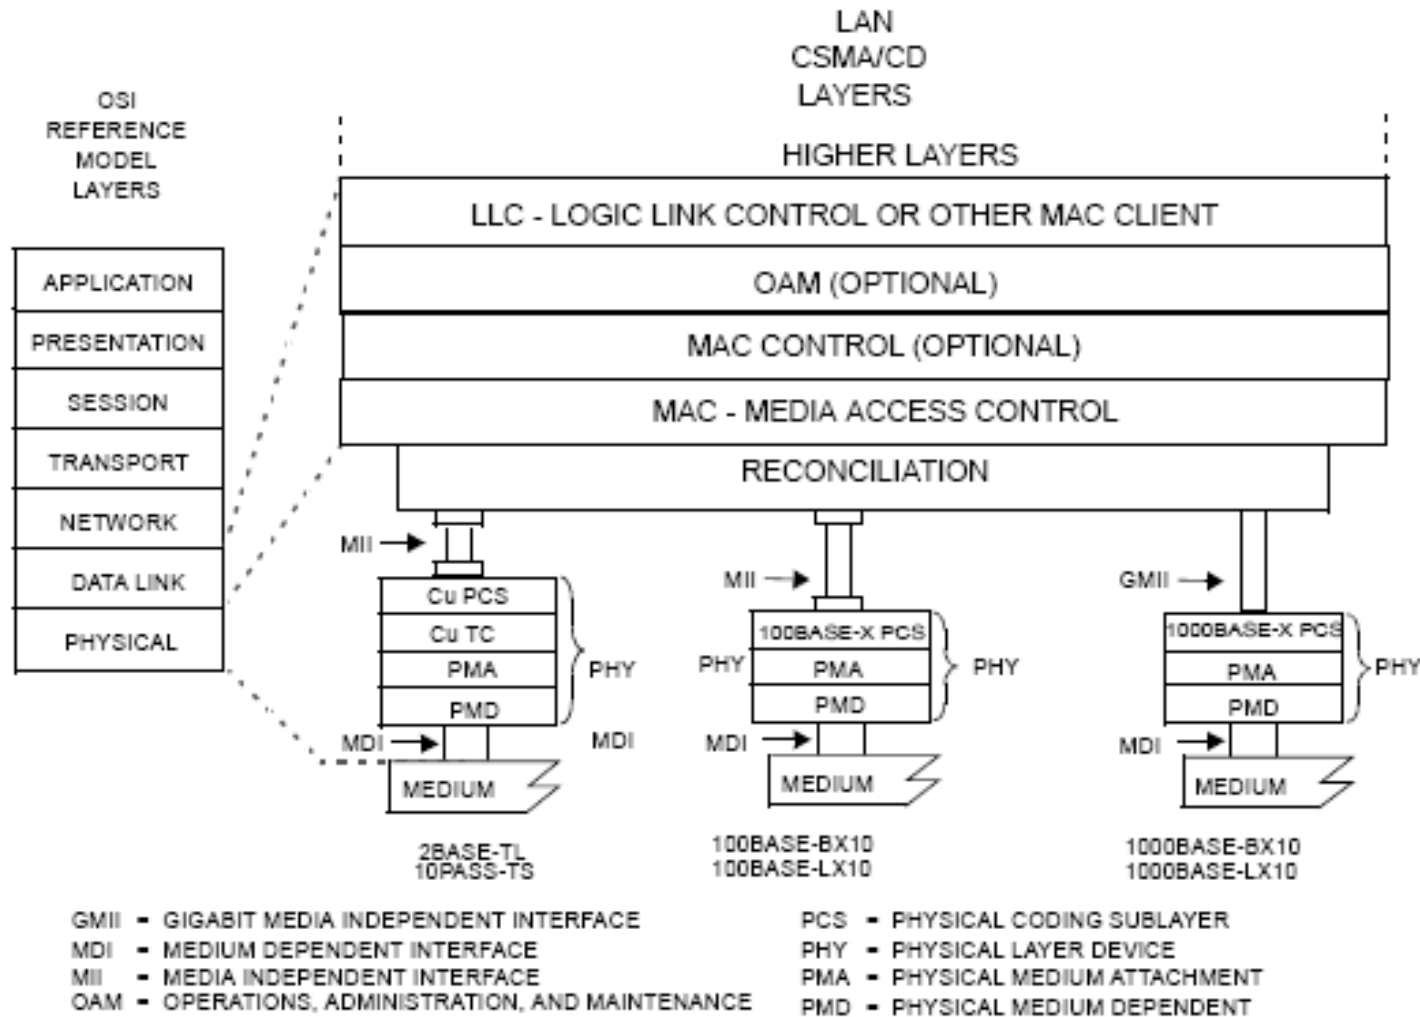 LAN
CSMA/CD
LAYERS
OSI
REFERENCE
MODEL
LAYERS
HIGHER LAYERS
APPLICATION
PRESENTATION
SESSION
TRANSPORT
NETWORK
DATA LINK
PHYSICAL
LLC - LOGIC LINK CONTROL OR OTHER MAC CLIENT
OAM (OPTIONAL)
MAC CONTROL (OPTIONAL)
MAC - MEDIA ACCESS CONTROL
RECONCILIATION
MII
Cu PCS
Cu TC
PMA
PMD
PHY
MDI
MDI
MEDIUM
2BASE-TL
10PASS-TS
MII
100BASE-X PCS
PMA
PMD
PHY
PHY
MDI
MEDIUM
100BASE-BX10
100BASE-LX10
GMII
1000BASE-X PCS
PMA
PMD
PHY
MDI
MEDIUM
1000BASE-BX10
1000BASE-LX10
GMII = GIGABIT MEDIA INDEPENDENT INTERFACE
MDI = MEDIUM DEPENDENT INTERFACE
MII = MEDIA INDEPENDENT INTERFACE
OAM = OPERATIONS, ADMINISTRATION, AND MAINTENANCE
PCS = PHYSICAL CODING SUBLAYER
PHY = PHYSICAL LAYER DEVICE
PMA = PHYSICAL MEDIUM ATTACHMENT
PMD = PHYSICAL MEDIUM DEPENDENT